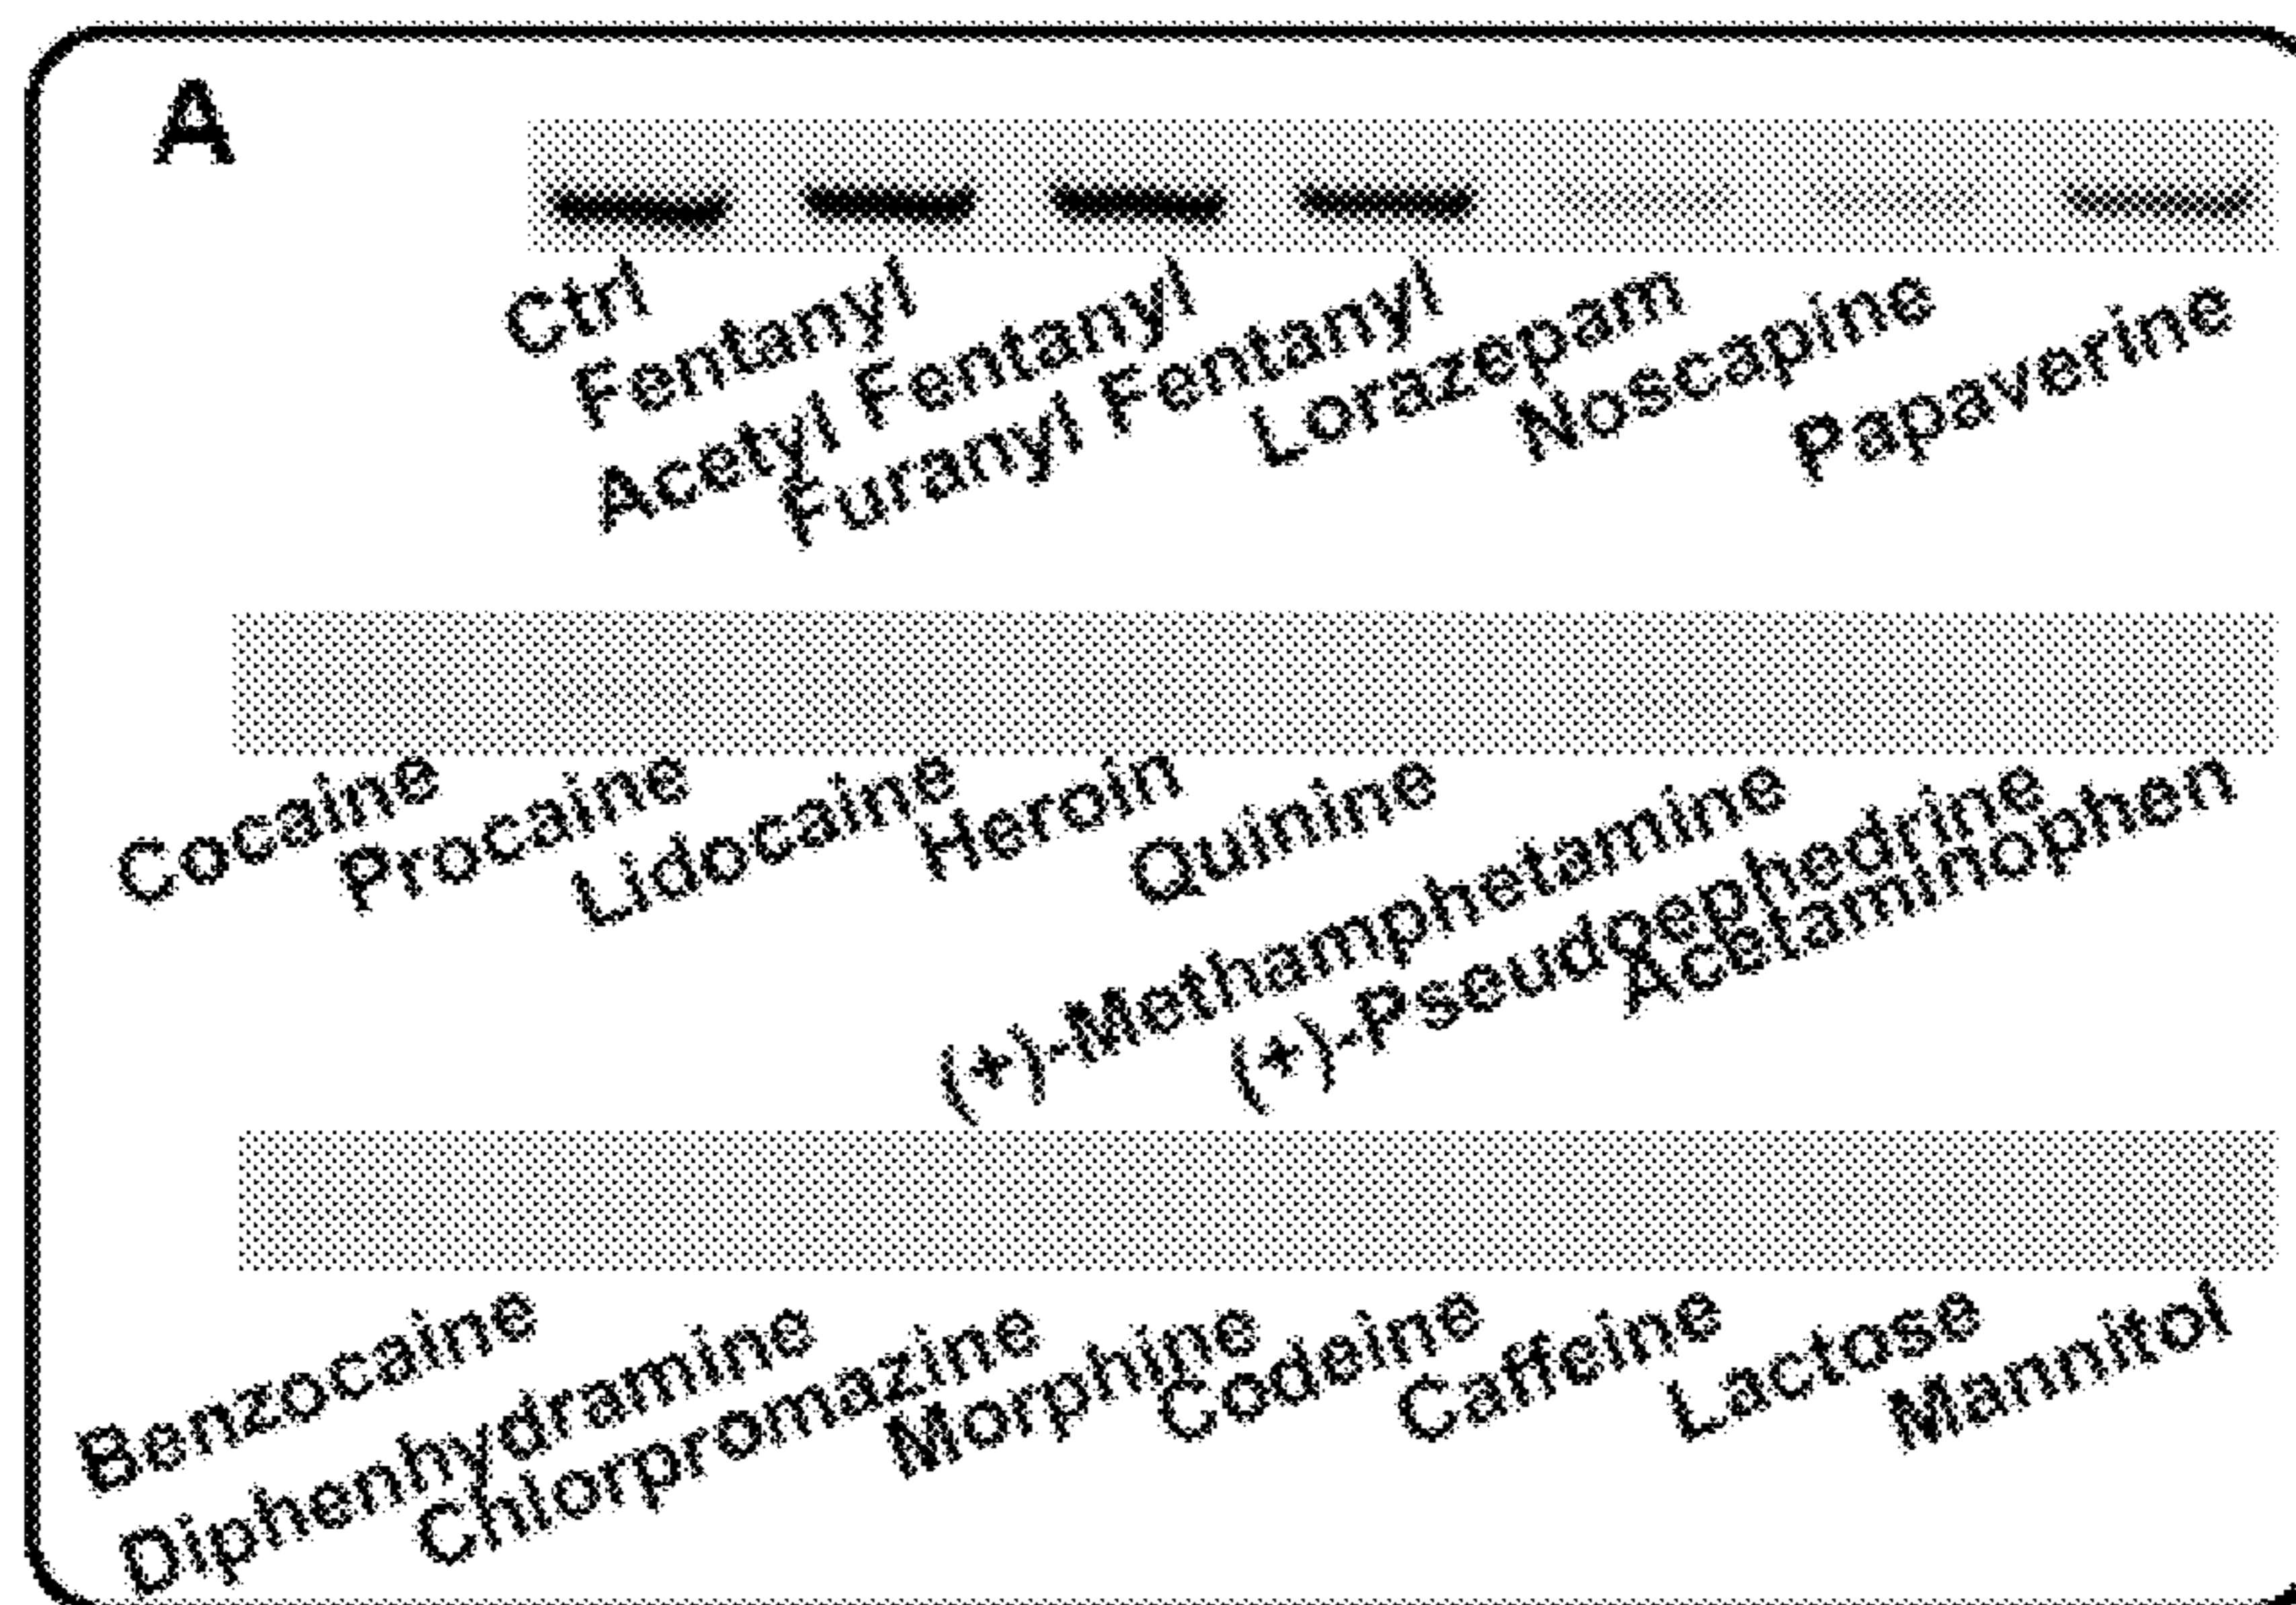 A
Ctrl
Fentanyl
Acetyl Fentanyl
Furanyl Fentanyl
Lorazepam
Noscapine
Papaverine
Cocaine
Procaine
Lidocaine
Heroin
Quinine
(+)-Methamphetamine
(+)-Pseudoephedrine
Acetaminophen
Benzocaine
Diphenhydramine
Chlorpromazine
Morphine
Codeine
Caffeine
Lactose
Mannitol